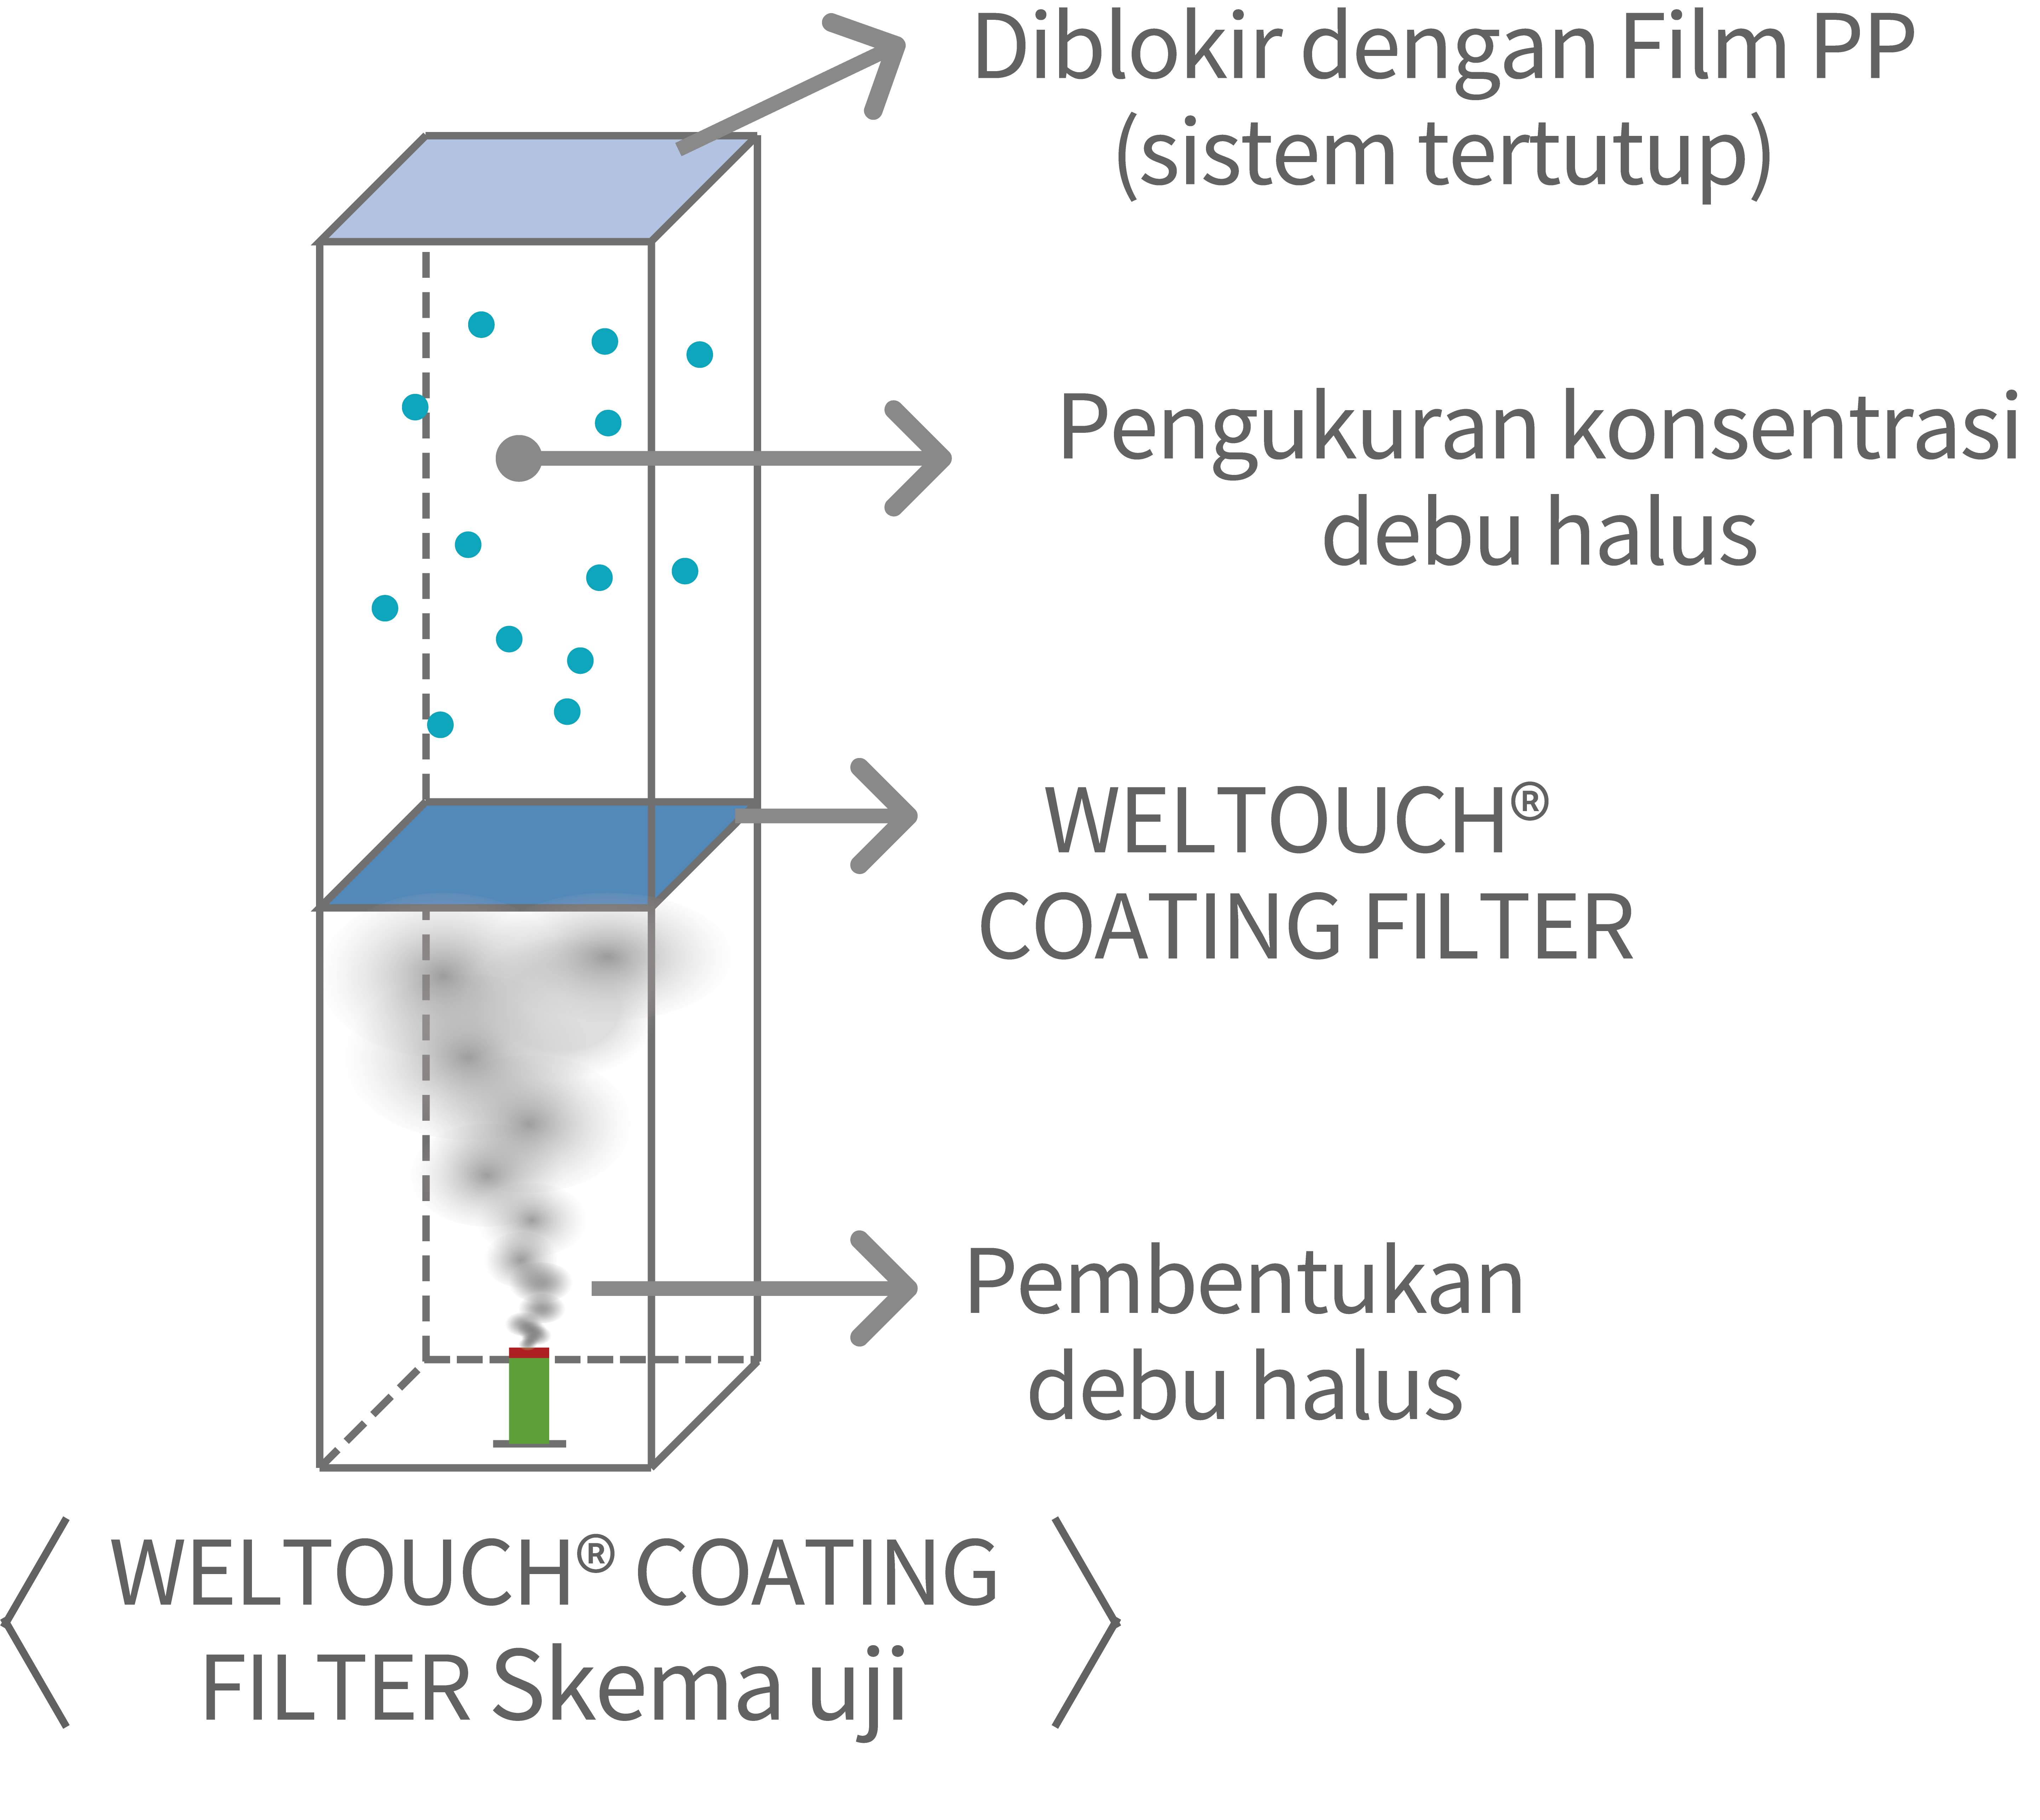 Diblokir dengan Film PP
(sistem tertutup)
Pengukuran konsentrasi
debu halus
WELTOUCH®
COATING FILTER
Pembentukan
debu halus
WELTOUCH® COATING
FILTER Skema uji